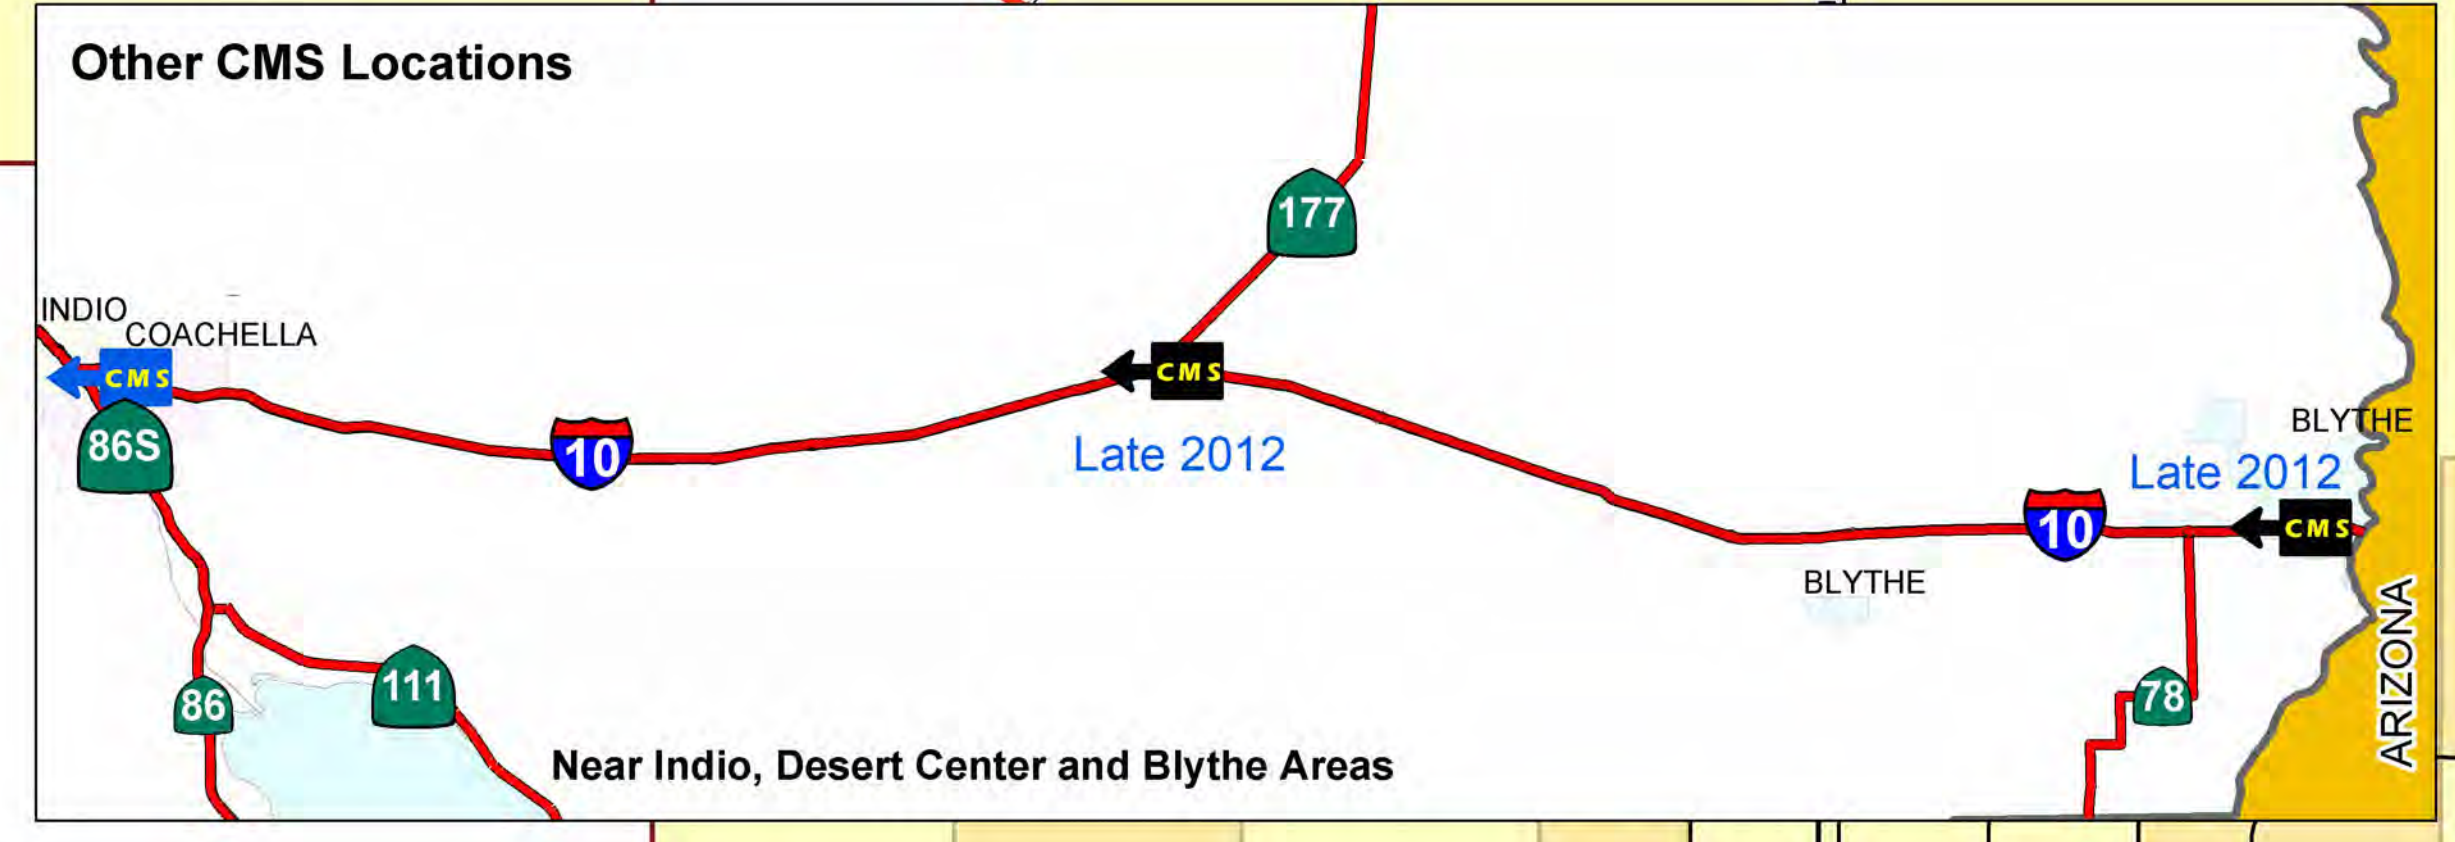 Other CMS Locations
177
INDIO
COACHELLA
CMS
CMS
86S
10
Late 2012
BLYTHE
Late 2012
10
CMS
BLYTHE
ARIZONA
111
86
78
Near Indio, Desert Center and Blythe Areas